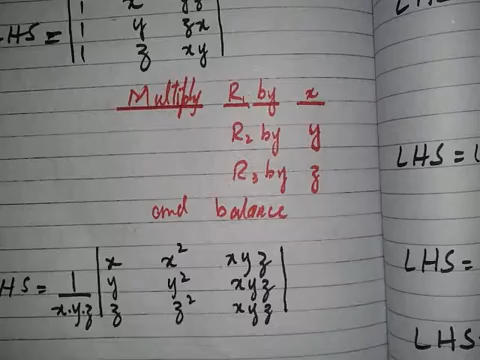 1 x yz
LHS = 1 y zx
1 z xy
Multiply R₁ by x
R₂ by y
R₃ by z
and balance
x x² xyz
HS = 1/x.y.z y y² xyz
z z² xyz
LHS = L
LHS =
LHS